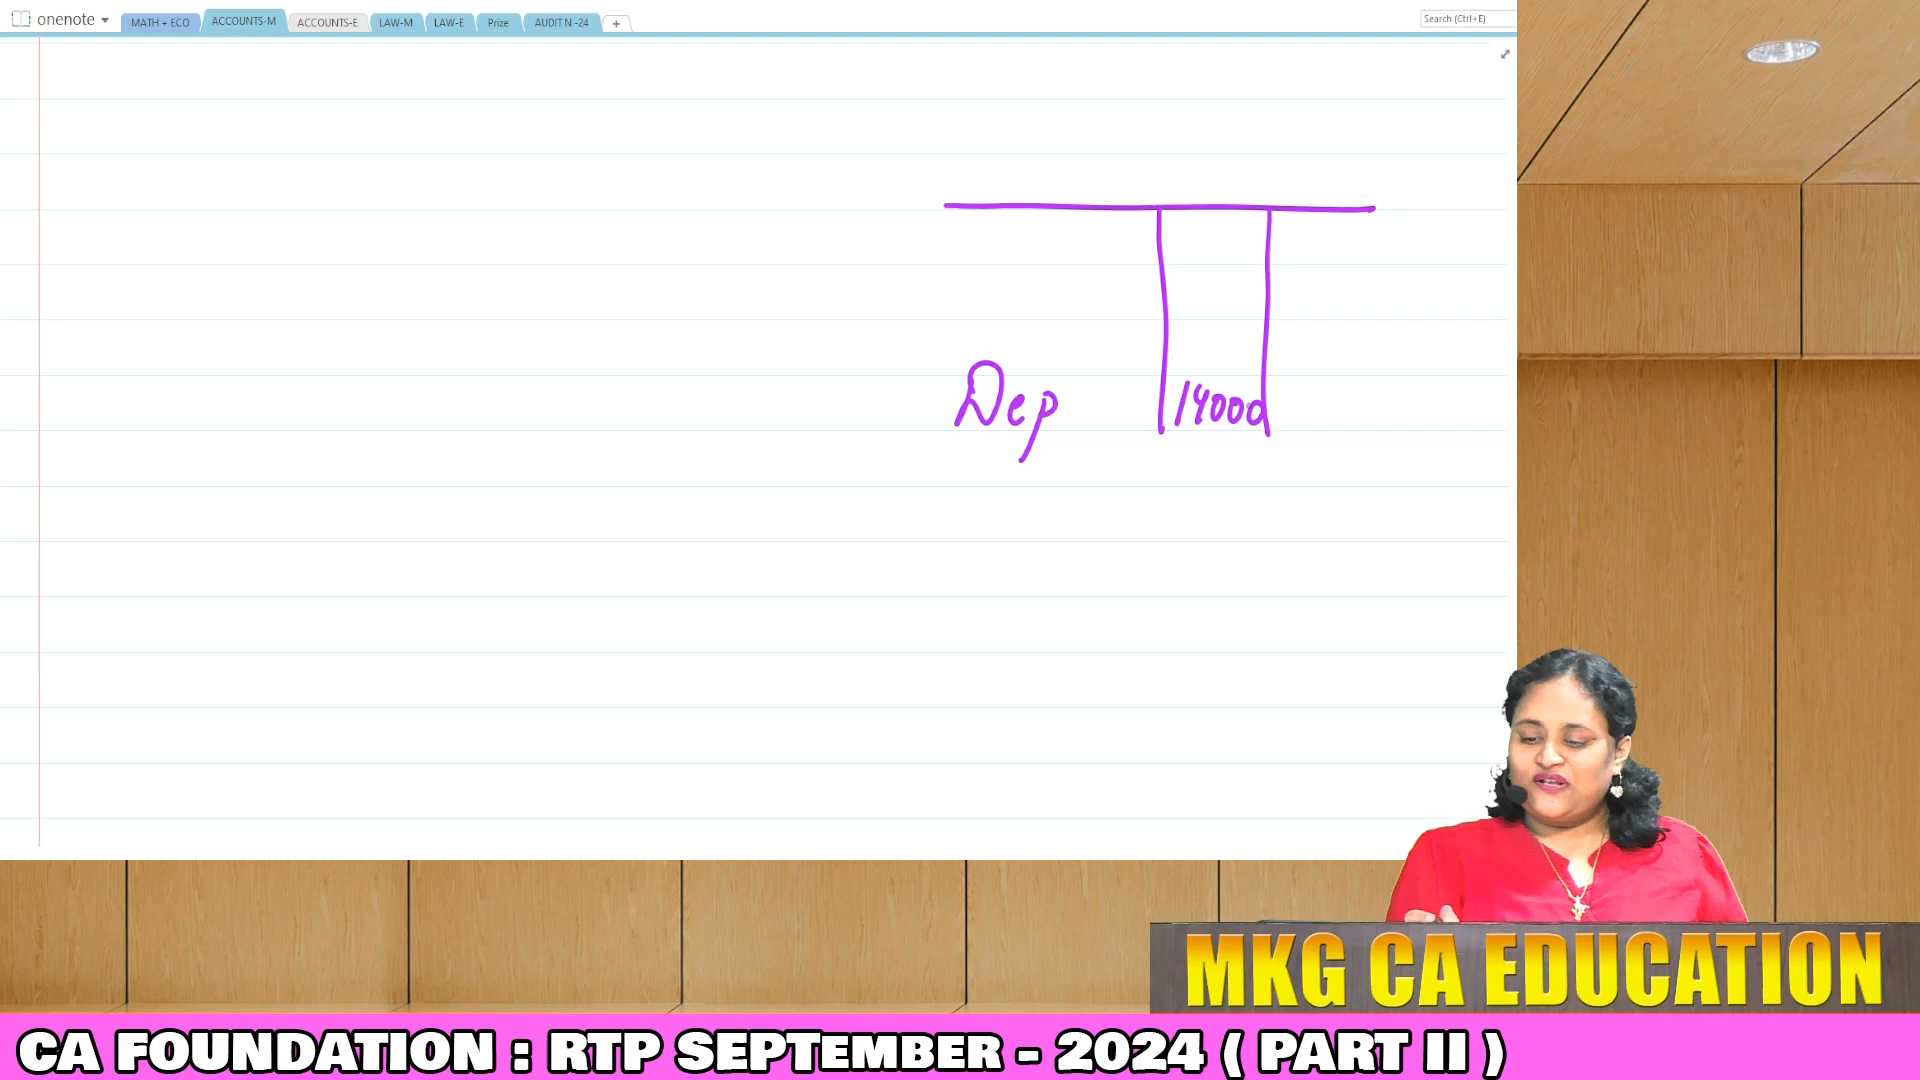 onenote
MATH + ECO
ACCOUNTS-M
ACCOUNTS-E
LAW-M
LAW-E
Prize
AUDIT N -24
+
Search (Ctrl+E)
Dep 14000
MKG CA EDUCATION
CA FOUNDATION : RTP SEPTEMBER - 2024 ( PART II )